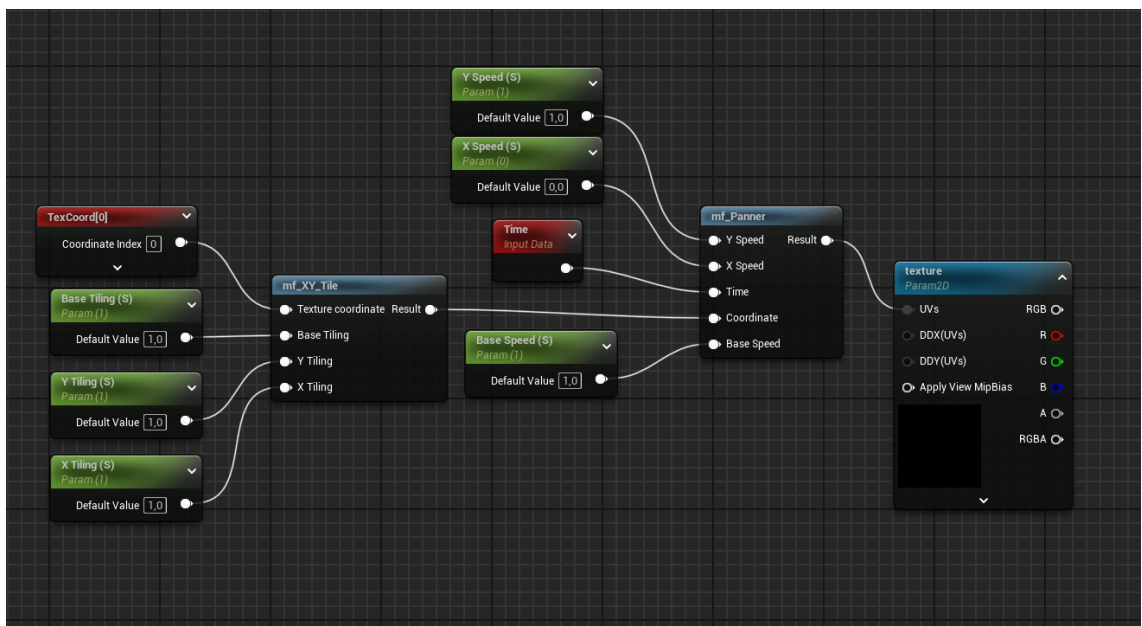 Y Speed (S)
Param (1)
Default Value 1,0
X Speed (S)
Param (0)
Default Value 0,0
TexCoord[0]
Coordinate Index 0
Time
Input Data
mf_Panner
Y Speed Result
X Speed
Time
Coordinate
Base Speed
mf_XY_Tile
Texture coordinate Result
Base Tiling
Y Tiling
X Tiling
Base Tiling (S)
Param (1)
Default Value 1,0
Y Tiling (S)
Param (1)
Default Value 1,0
X Tiling (S)
Param (1)
Default Value 1,0
Base Speed (S)
Param (1)
Default Value 1,0
texture
Param2D
UVs RGB
DDX(UVs) R
DDY(UVs) G
Apply View MipBias B
A
RGBA